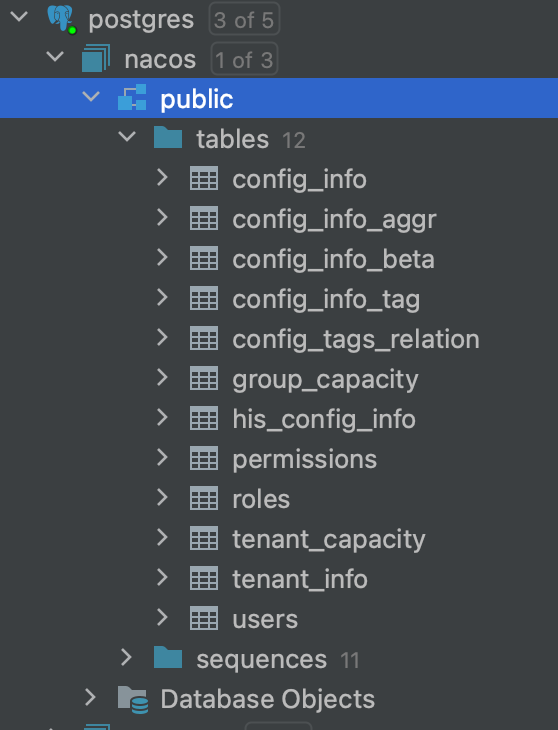 postgres 3 of 5
nacos 1 of 3
public
tables 12
config_info
config_info_aggr
config_info_beta
config_info_tag
config_tags_relation
group_capacity
his_config_info
permissions
roles
tenant_capacity
tenant_info
users
sequences 11
Database Objects